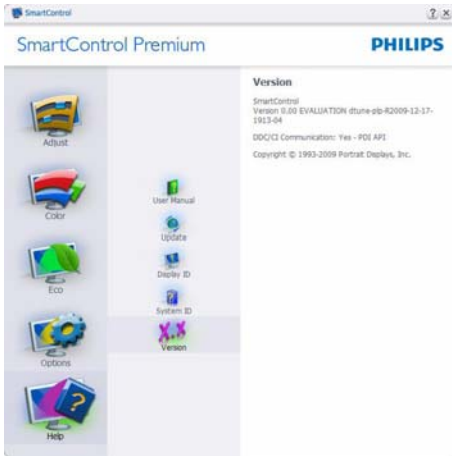 SmartControl
? x
SmartControl Premium
PHILIPS
Adjust
Color
Eco
Options
Help
User Manual
Update
Display ID
System ID
X.X
Version
Version
SmartControl
Version 0.00 EVALUATION dtune-plp-R2009-12-17-
1913-04
DDC/CI Communication: Yes - PDI API
Copyright © 1993-2009 Portrait Displays, Inc.